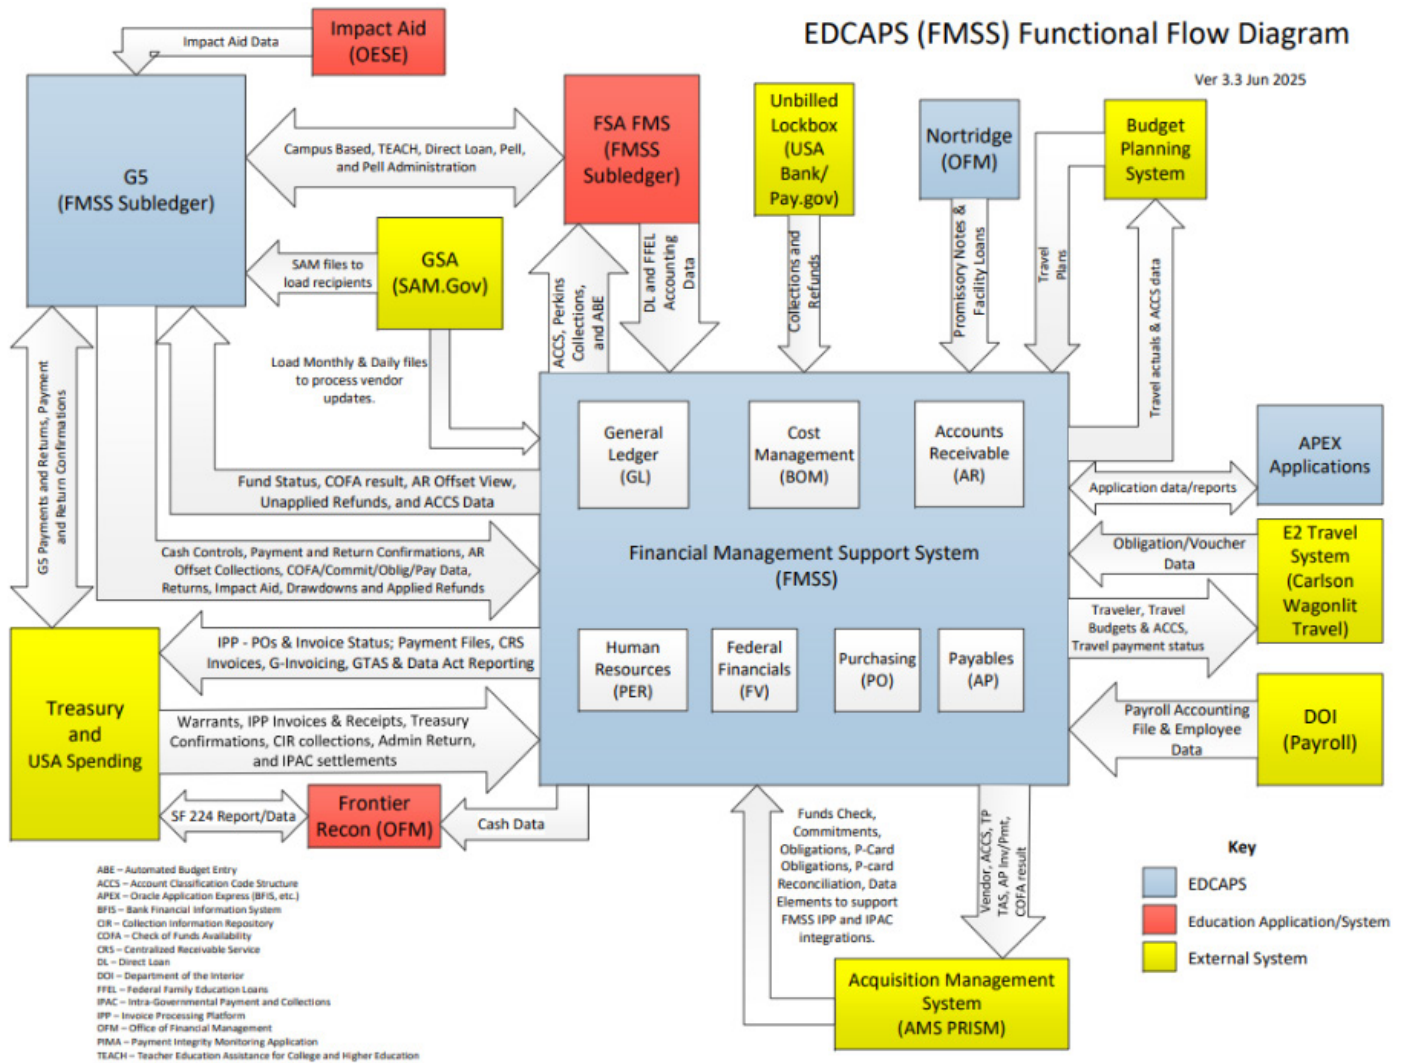 EDCAPS (FMSS) Functional Flow Diagram
Ver 3.3 Jun 2025
Impact Aid
(OESE)
Impact Aid Data
G5
(FMSS Subledger)
Campus Based, TEACH, Direct Loan, Pell,
and Pell Administration
FSA FMS
(FMSS
Subledger)
Unbilled
Lockbox
(USA
Bank/
Pay.gov)
Nortridge
(OFM)
Budget
Planning
System
SAM files to
load recipients
GSA
(SAM.Gov)
ACCS, Perkins
Collections,
and ABE
DL and FFEL
Accounting
Data
Collections and
Refunds
Promissory Notes &
Facility Loans
Travel
Plans
Travel actuals & ACCS data
G5 Payments and Returns, Payment
and Return Confirmations
Load Monthly & Daily files
to process vendor
updates.
Fund Status, COFA result, AR Offset View,
Unapplied Refunds, and ACCS Data
Cash Controls, Payment and Return Confirmations, AR
Offset Collections, COFA/Commit/Oblig/Pay Data,
Returns, Impact Aid, Drawdowns and Applied Refunds
General
Ledger
(GL)
Cost
Management
(BOM)
Accounts
Receivable
(AR)
Financial Management Support System
(FMSS)
Human
Resources
(PER)
Federal
Financials
(FV)
Purchasing
(PO)
Payables
(AP)
Application data/reports
APEX
Applications
Obligation/Voucher
Data
E2 Travel
System
(Carlson
Wagonlit
Travel)
Traveler, Travel
Budgets & ACCS,
Travel payment status
Payroll Accounting
File & Employee
Data
DOI
(Payroll)
IPP - POs & Invoice Status; Payment Files, CRS
Invoices, G-Invoicing, GTAS & Data Act Reporting
Treasury
and
USA Spending
Warrants, IPP Invoices & Receipts, Treasury
Confirmations, CIR collections, Admin Return,
and IPAC settlements
SF 224 Report/Data
Frontier
Recon (OFM)
Cash Data
Funds Check,
Commitments,
Obligations, P-Card
Obligations, P-card
Reconciliation, Data
Elements to support
FMSS IPP and IPAC
integrations.
Vendor, ACCS, TP
TAS, AP Inv/Pmt,
COFA result
Acquisition Management
System
(AMS PRISM)
Key
EDCAPS
Education Application/System
External System
ABE – Automated Budget Entry
ACCS – Account Classification Code Structure
APEX – Oracle Application Express (BFIS, etc.)
BFIS – Bank Financial Information System
CIR – Collection Information Repository
COFA – Check of Funds Availability
CRS – Centralized Receivable Service
DL – Direct Loan
DOI – Department of the Interior
FFEL – Federal Family Education Loans
IPAC – Intra-Governmental Payment and Collections
IPP – Invoice Processing Platform
OFM – Office of Financial Management
PIMA – Payment Integrity Monitoring Application
TEACH – Teacher Education Assistance for College and Higher Education